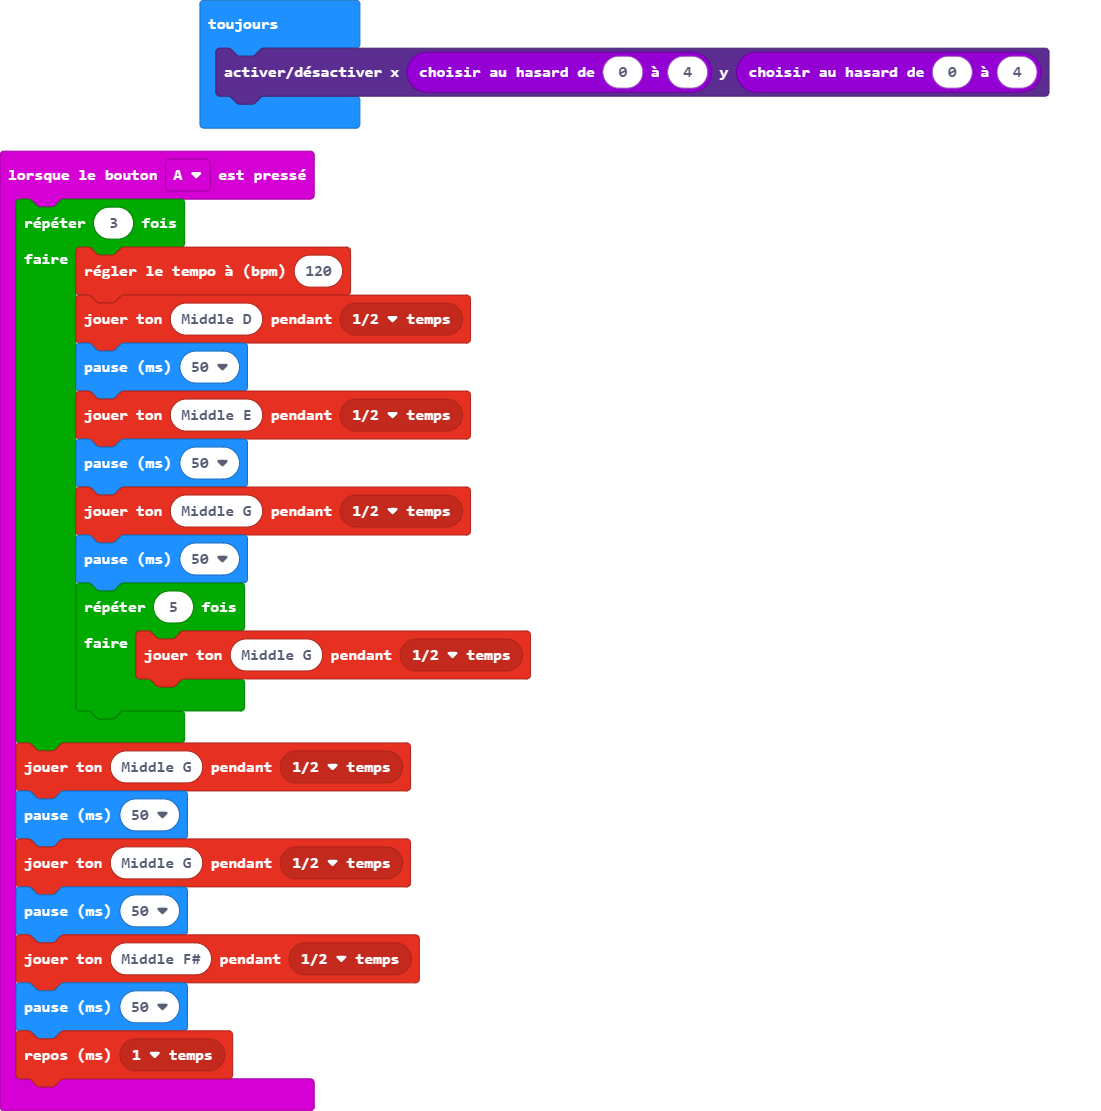 toujours
activer/désactiver x choisir au hasard de 0 à 4 y choisir au hasard de 0 à 4
lorsque le bouton A est pressé
répéter 3 fois
faire
régler le tempo à (bpm) 120
jouer ton Middle D pendant 1/2 temps
pause (ms) 50
jouer ton Middle E pendant 1/2 temps
pause (ms) 50
jouer ton Middle G pendant 1/2 temps
pause (ms) 50
répéter 5 fois
faire
jouer ton Middle G pendant 1/2 temps
jouer ton Middle G pendant 1/2 temps
pause (ms) 50
jouer ton Middle G pendant 1/2 temps
pause (ms) 50
jouer ton Middle F# pendant 1/2 temps
pause (ms) 50
repos (ms) 1 temps